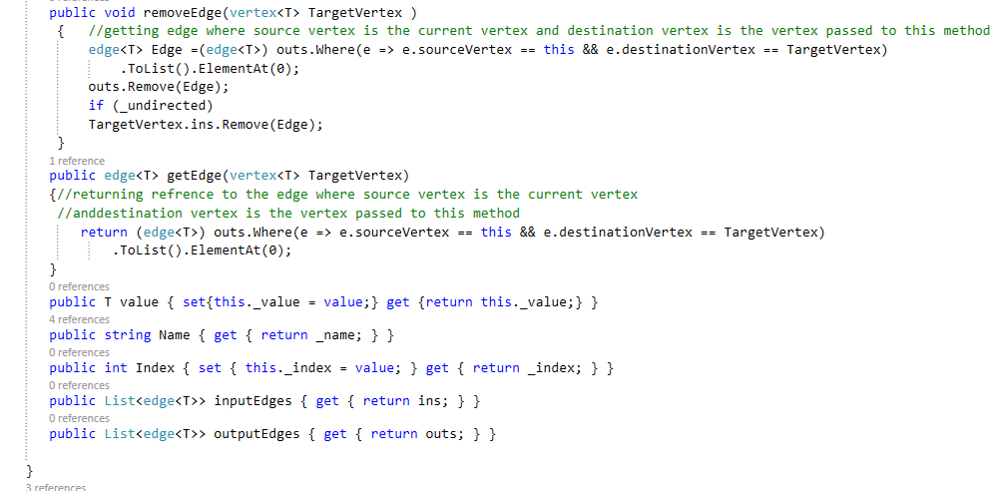 public void removeEdge(vertex<T> TargetVertex )
{   //getting edge where source vertex is the current vertex and destination vertex is the vertex passed to this method
edge<T> Edge =(edge<T>) outs.Where(e => e.sourceVertex == this && e.destinationVertex == TargetVertex)
.ToList().ElementAt(0);
outs.Remove(Edge);
if (_undirected)
TargetVertex.ins.Remove(Edge);
}
1 reference
public edge<T> getEdge(vertex<T> TargetVertex)
{//returning refrence to the edge where source vertex is the current vertex
//anddestination vertex is the vertex passed to this method
return (edge<T>) outs.Where(e => e.sourceVertex == this && e.destinationVertex == TargetVertex)
.ToList().ElementAt(0);
}
0 references
public T value { set{this._value = value;} get {return this._value;} }
4 references
public string Name { get { return _name; } }
0 references
public int Index { set { this._index = value; } get { return _index; } }
0 references
public List<edge<T>> inputEdges { get { return ins; } }
0 references
public List<edge<T>> outputEdges { get { return outs; } }
}
3 references